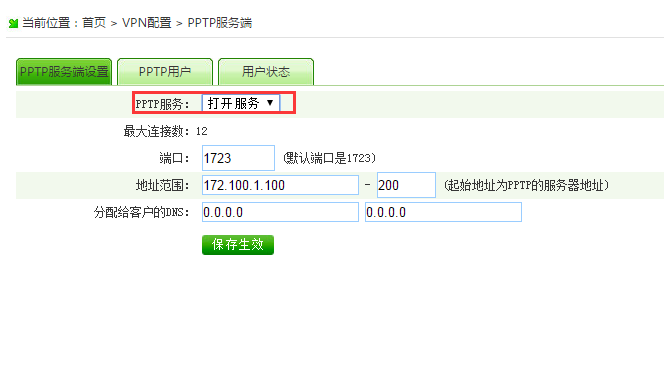 当前位置：首页 > VPN配置 > PPTP服务端
PPTP服务端设置 PPTP用户 用户状态
PPTP服务： 打开服务 ▼
最大连接数： 12
端口： 1723 (默认端口是1723)
地址范围： 172.100.1.100 - 200 (起始地址为PPTP的服务器地址)
分配给客户的DNS： 0.0.0.0 0.0.0.0
保存生效